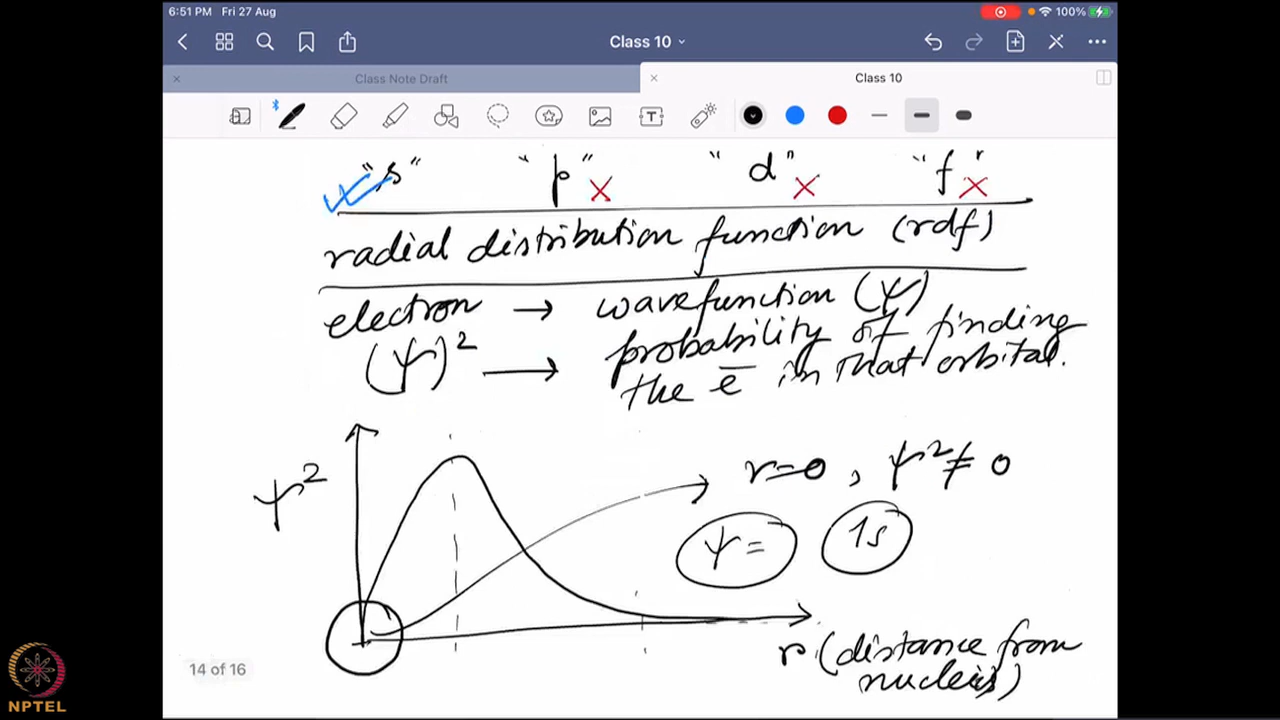 6:51 PM Fri 27 Aug 100%
Class 10
Class Note Draft Class 10
"s" "p" "d" "f"
radial distribution function (rdf)
electron → wavefunction (ψ)
(ψ)² → probability of finding
the e̅ in that orbital.
ψ² r=0, ψ² ≠ 0
ψ= 1s
r (distance from
nucleus)
14 of 16
NPTEL